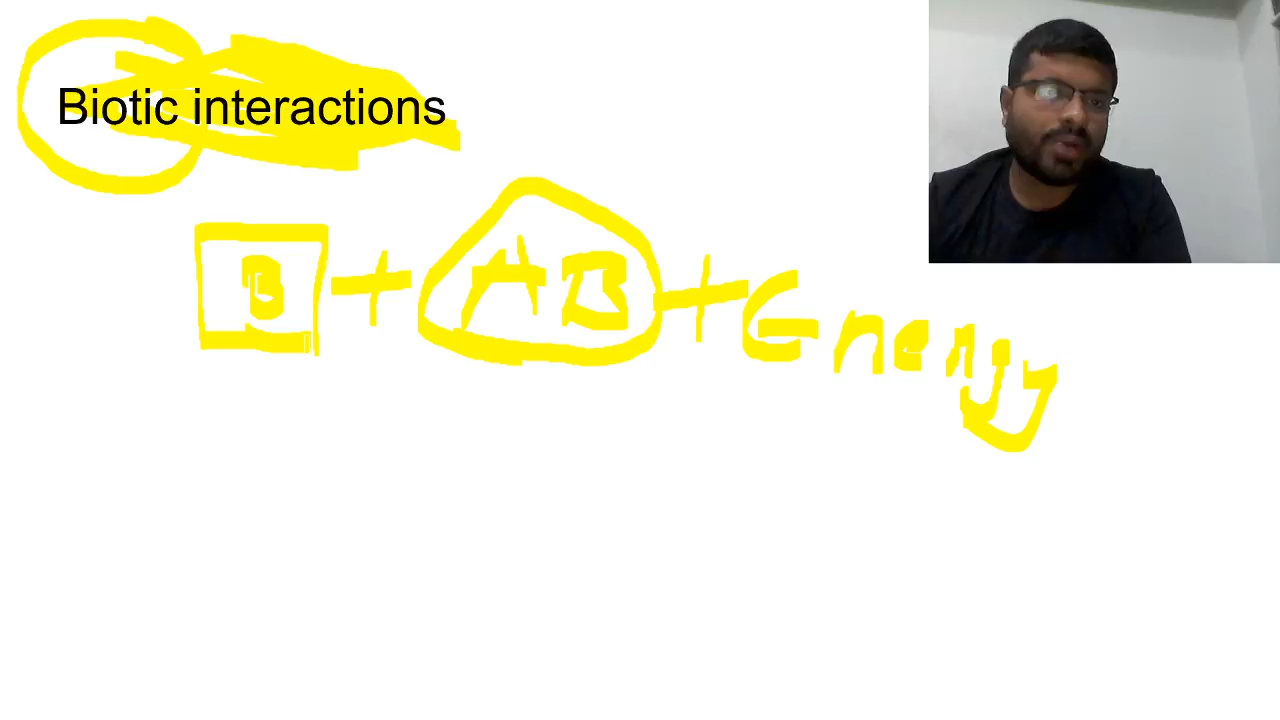 Biotic interactions
B + AB + Energy